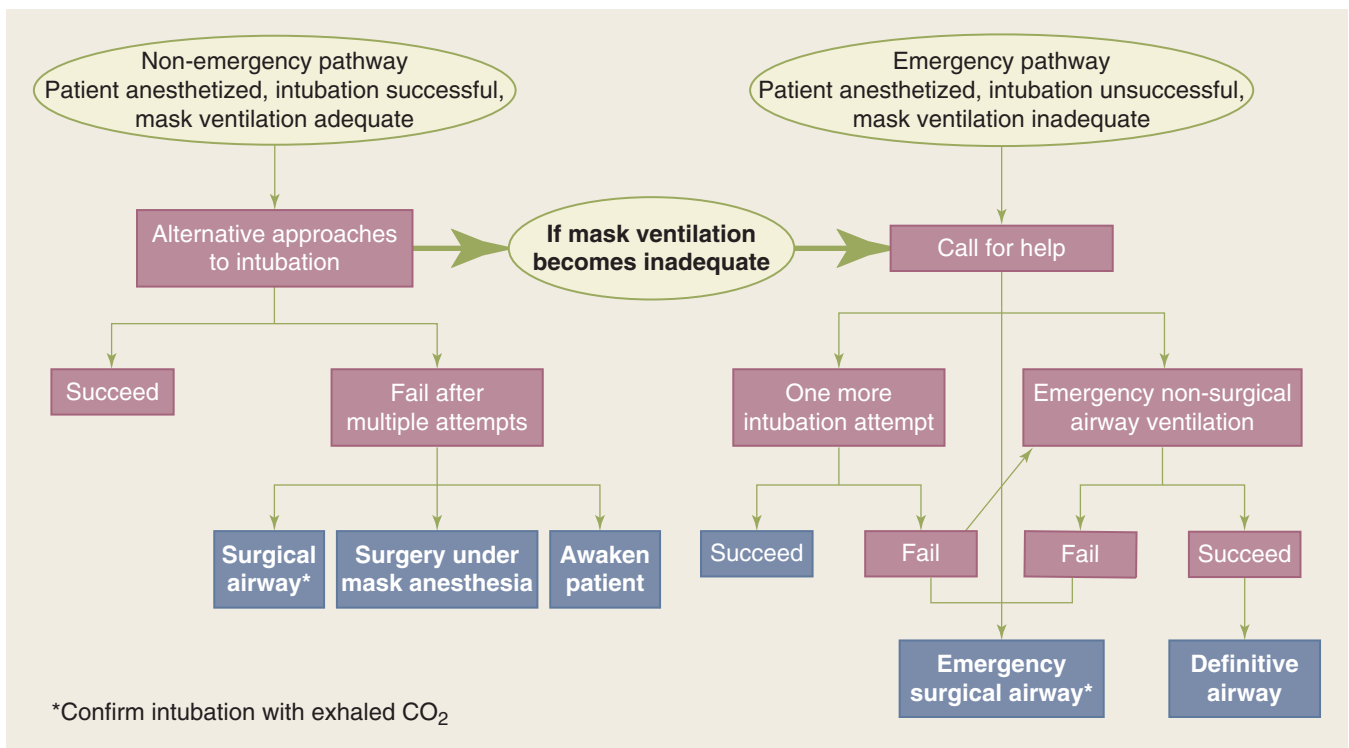 Non-emergency pathway
Patient anesthetized, intubation successful,
mask ventilation adequate
Emergency pathway
Patient anesthetized, intubation unsuccessful,
mask ventilation inadequate
Alternative approaches
to intubation
If mask ventilation
becomes inadequate
Call for help
Succeed
Fail after
multiple attempts
One more
intubation attempt
Emergency non-surgical
airway ventilation
Surgical
airway*
Surgery under
mask anesthesia
Awaken
patient
Succeed
Fail
Fail
Succeed
Emergency
surgical airway*
Definitive
airway
*Confirm intubation with exhaled CO₂